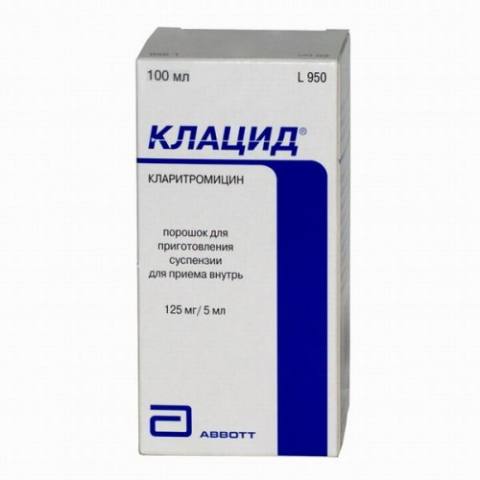 100 мл L 950
КЛАЦИД®
КЛАРИТРОМИЦИН
порошок для
приготовления
суспензии
для приема внутрь
125 мг/ 5 мл
ABBOTT